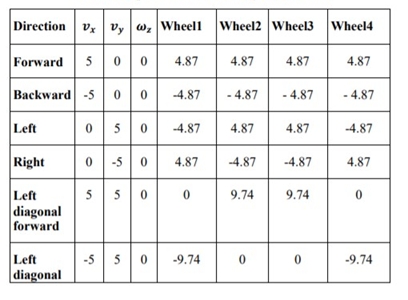 Direction vx vy ωz Wheel1 Wheel2 Wheel3 Wheel4
Forward 5 0 0 4.87 4.87 4.87 4.87
Backward -5 0 0 -4.87 - 4.87 - 4.87 - 4.87
Left 0 5 0 -4.87 4.87 4.87 -4.87
Right 0 -5 0 4.87 -4.87 -4.87 4.87
Left 5 5 0 0 9.74 9.74 0
diagonal
forward
Left -5 5 0 -9.74 0 0 -9.74
diagonal